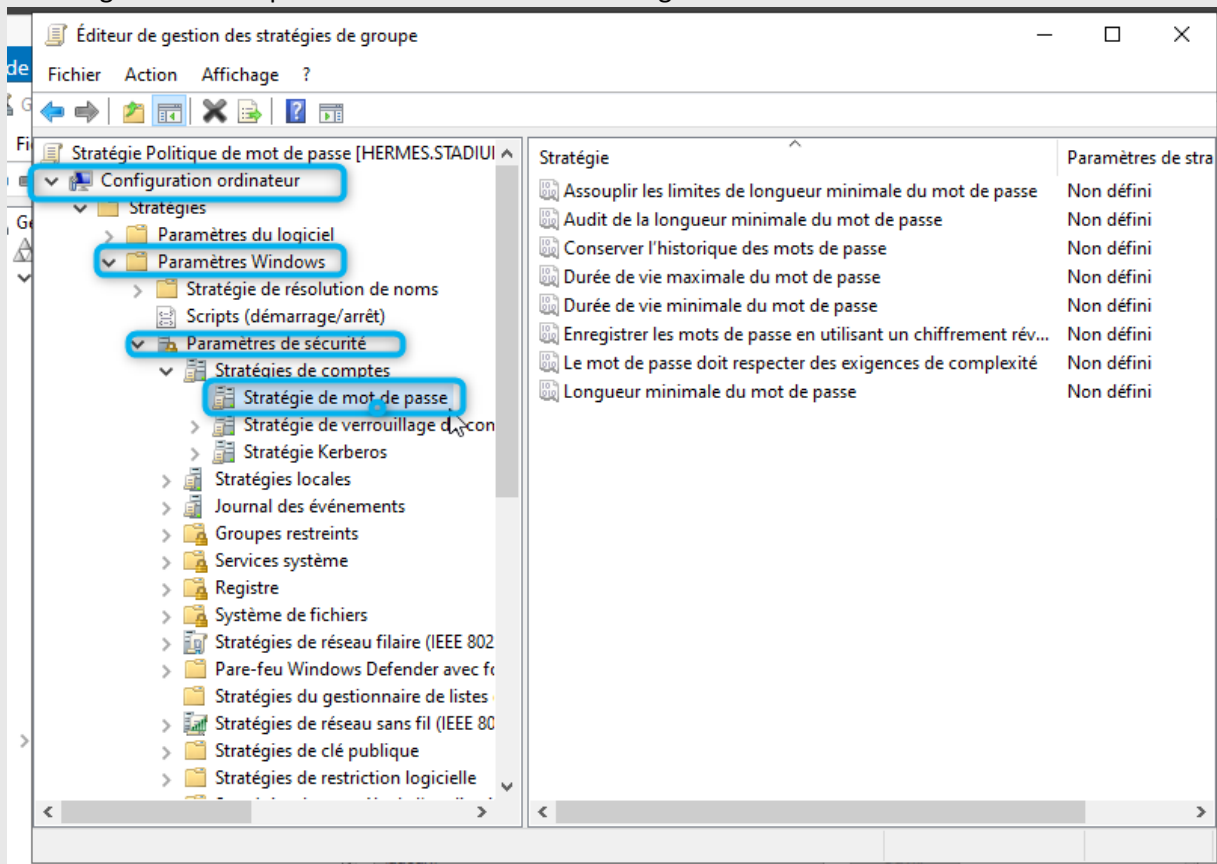 Éditeur de gestion des stratégies de groupe
de
Fichier Action Affichage ?
G
Fi
Stratégie Politique de mot de passe [HERMES.STADIU
Configuration ordinateur
Stratégies
Ge
Paramètres du logiciel
Paramètres Windows
Stratégie de résolution de noms
Scripts (démarrage/arrêt)
Paramètres de sécurité
Stratégies de comptes
Stratégie de mot de passe
Stratégie de verrouillage d con
Stratégie Kerberos
Stratégies locales
Journal des événements
Groupes restreints
Services système
Registre
Système de fichiers
Stratégies de réseau filaire (IEEE 802
Pare-feu Windows Defender avec fo
Stratégies du gestionnaire de listes
Stratégies de réseau sans fil (IEEE 80
Stratégies de clé publique
Stratégies de restriction logicielle
Stratégie Paramètres de stra
Assouplir les limites de longueur minimale du mot de passe Non défini
Audit de la longueur minimale du mot de passe Non défini
Conserver l'historique des mots de passe Non défini
Durée de vie maximale du mot de passe Non défini
Durée de vie minimale du mot de passe Non défini
Enregistrer les mots de passe en utilisant un chiffrement rév... Non défini
Le mot de passe doit respecter des exigences de complexité Non défini
Longueur minimale du mot de passe Non défini